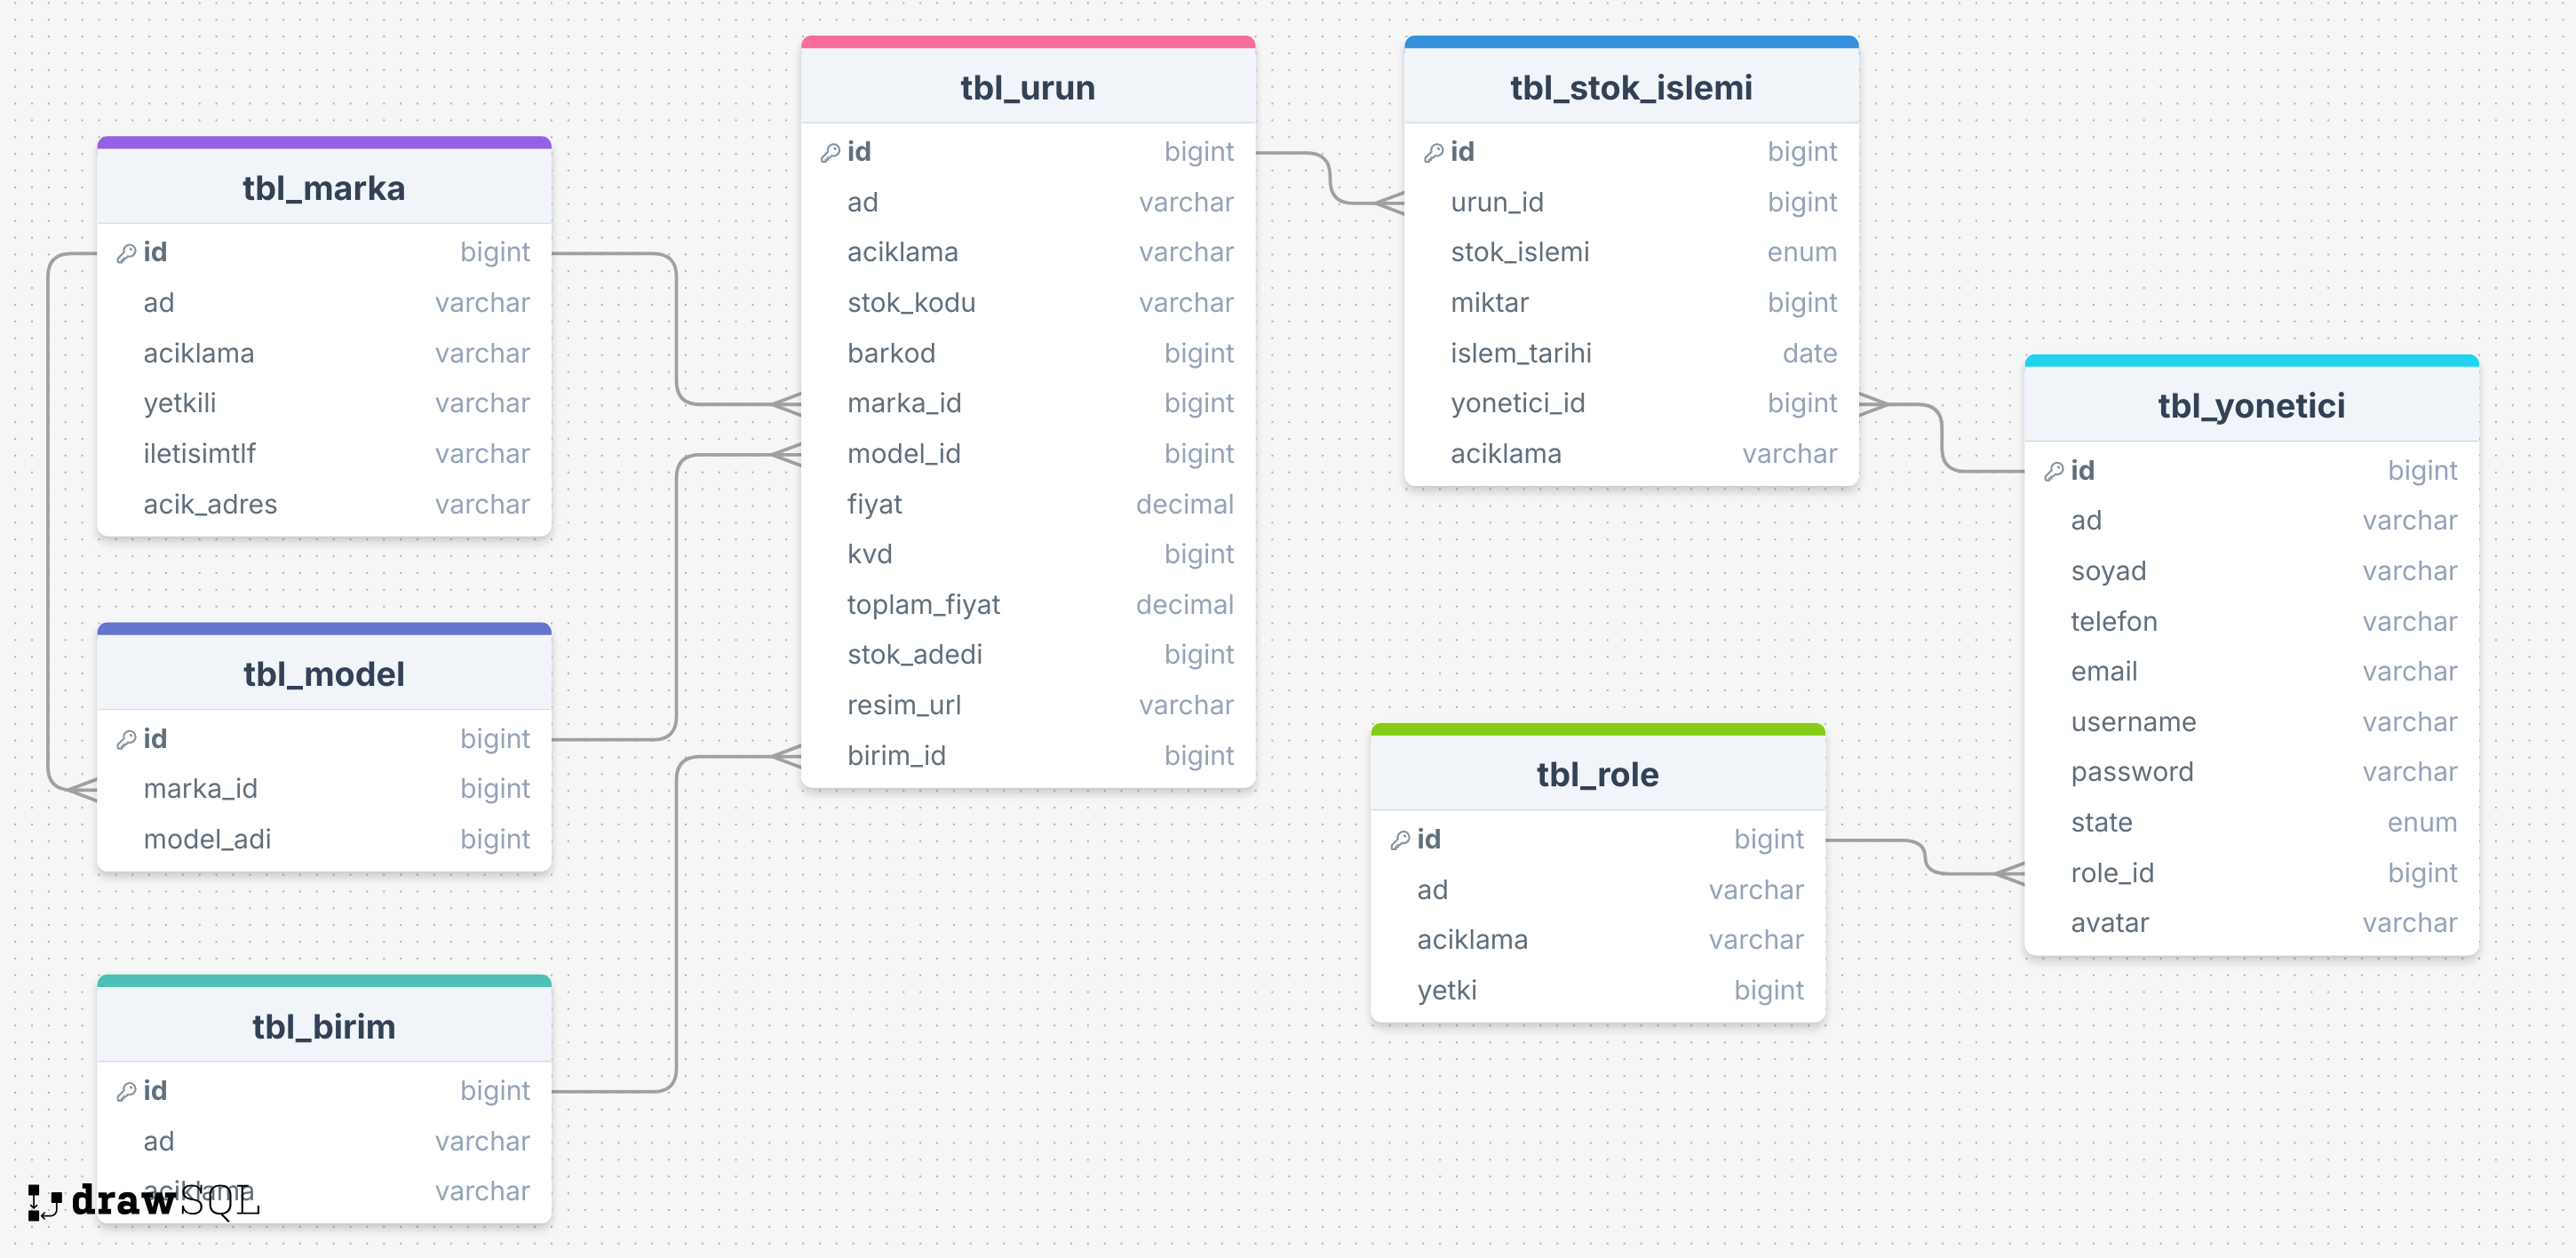 tbl_marka
id bigint
ad varchar
aciklama varchar
yetkili varchar
iletisimtlf varchar
acik_adres varchar
tbl_model
id bigint
marka_id bigint
model_adi bigint
tbl_birim
id bigint
ad varchar
aciklama varchar
drawSQL
tbl_urun
id bigint
ad varchar
aciklama varchar
stok_kodu varchar
barkod bigint
marka_id bigint
model_id bigint
fiyat decimal
kvd bigint
toplam_fiyat decimal
stok_adedi bigint
resim_url varchar
birim_id bigint
tbl_stok_islemi
id bigint
urun_id bigint
stok_islemi enum
miktar bigint
islem_tarihi date
yonetici_id bigint
aciklama varchar
tbl_role
id bigint
ad varchar
aciklama varchar
yetki bigint
tbl_yonetici
id bigint
ad varchar
soyad varchar
telefon varchar
email varchar
username varchar
password varchar
state enum
role_id bigint
avatar varchar